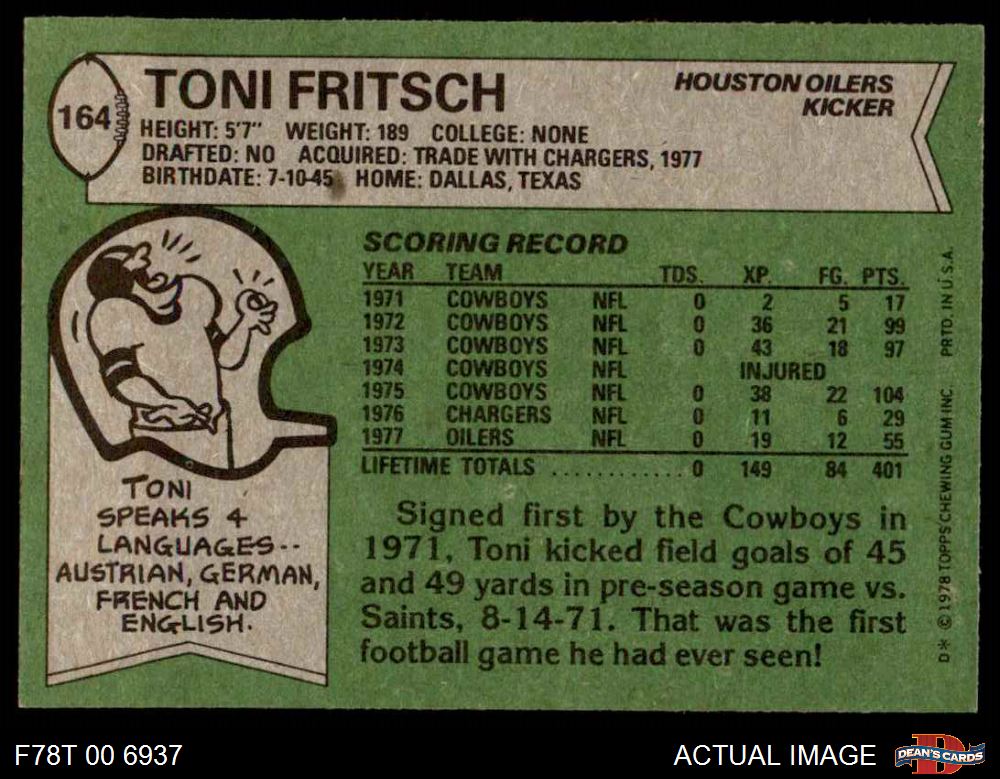 164
TONI FRITSCH
HOUSTON OILERS
KICKER
HEIGHT: 5'7" WEIGHT: 189 COLLEGE: NONE
DRAFTED: NO ACQUIRED: TRADE WITH CHARGERS, 1977
BIRTHDATE: 7-10-45 HOME: DALLAS, TEXAS
SCORING RECORD
YEAR TEAM TDS. XP. FG. PTS.
1971 COWBOYS NFL 0 2 5 17
1972 COWBOYS NFL 0 36 21 99
1973 COWBOYS NFL 0 43 18 97
1974 COWBOYS NFL INJURED
1975 COWBOYS NFL 0 38 22 104
1976 CHARGERS NFL 0 11 6 29
1977 OILERS NFL 0 19 12 55
LIFETIME TOTALS ............ 0 149 84 401
TONI
SPEAKS 4
LANGUAGES--
AUSTRIAN, GERMAN,
FRENCH AND
ENGLISH.
Signed first by the Cowboys in
1971, Toni kicked field goals of 45
and 49 yards in pre-season game vs.
Saints, 8-14-71. That was the first
football game he had ever seen!
D* © 1978 TOPPS CHEWING GUM INC. PRTD. IN U.S.A.
F78T 00 6937
ACTUAL IMAGE
DEAN'S CARDS